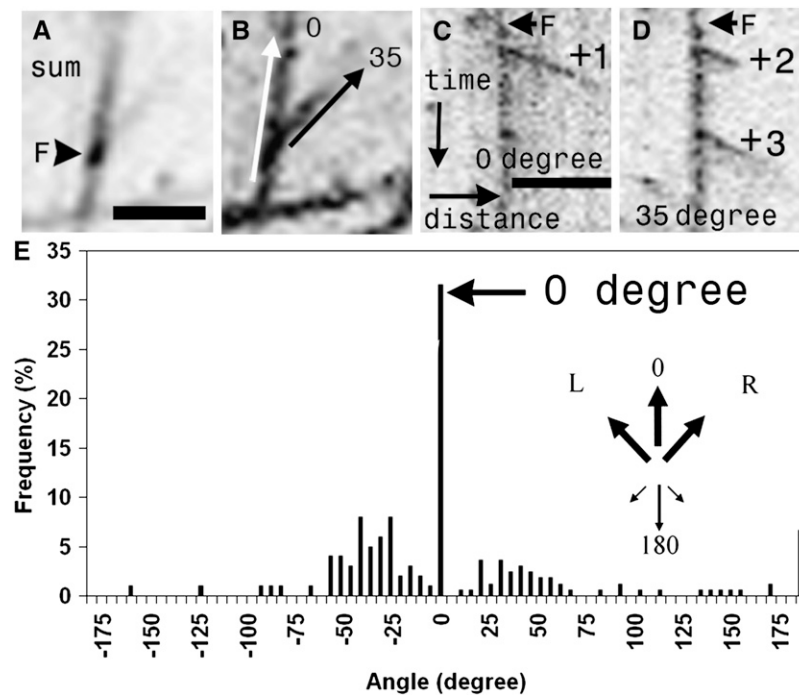 A
sum
F
B
0
35
C
F
+1
time
0 degree
distance
D
F
+2
+3
35 degree
E
35
30
25
20
15
10
5
0
Frequency (%)
0 degree
0
L
R
180
-175
-150
-125
-100
-75
-50
-25
0
25
50
75
100
125
150
175
Angle (degree)